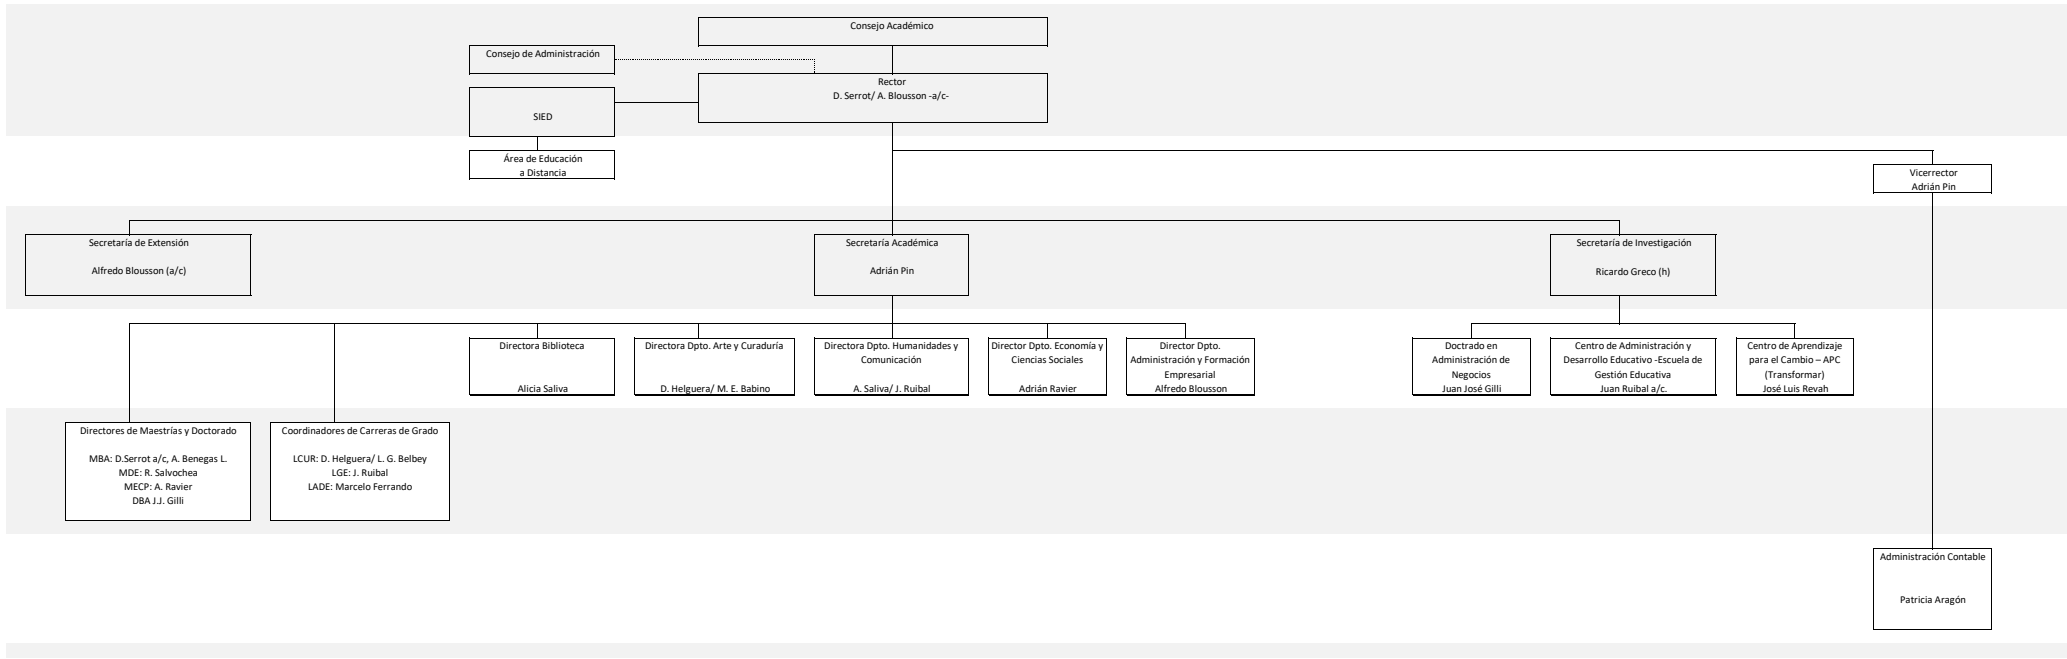 Consejo Académico
Consejo de Administración
Rector
D. Serrot/ A. Blousson -a/c-
SIED
Área de Educación
a Distancia
Vicerrector
Adrián Pin
Secretaría de Extensión
Alfredo Blousson (a/c)
Secretaría Académica
Adrián Pin
Secretaría de Investigación
Ricardo Greco (h)
Directora Biblioteca
Alicia Saliva
Directora Dpto. Arte y Curaduría
D. Helguera/ M. E. Babino
Directora Dpto. Humanidades y
Comunicación
A. Saliva/ J. Ruibal
Director Dpto. Economía y
Ciencias Sociales
Adrián Ravier
Director Dpto.
Administración y Formación
Empresarial
Alfredo Blousson
Doctrado en
Administración de
Negocios
Juan José Gilli
Centro de Administración y
Desarrollo Educativo -Escuela de
Gestión Educativa
Juan Ruibal a/c.
Centro de Aprendizaje
para el Cambio – APC
(Transformar)
José Luis Revah
Directores de Maestrías y Doctorado
MBA: D.Serrot a/c, A. Benegas L.
MDE: R. Salvochea
MECP: A. Ravier
DBA J.J. Gilli
Coordinadores de Carreras de Grado
LCUR: D. Helguera/ L. G. Belbey
LGE: J. Ruibal
LADE: Marcelo Ferrando
Administración Contable
Patricia Aragón